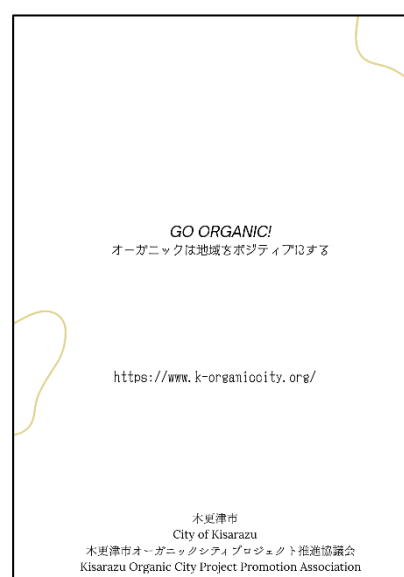 GO ORGANIC!
オーガニックは地域をポジティブにする
https://www.k-organiccity.org/
木更津市
City of Kisarazu
木更津市オーガニックシティプロジェクト推進協議会
Kisarazu Organic City Project Promotion Association